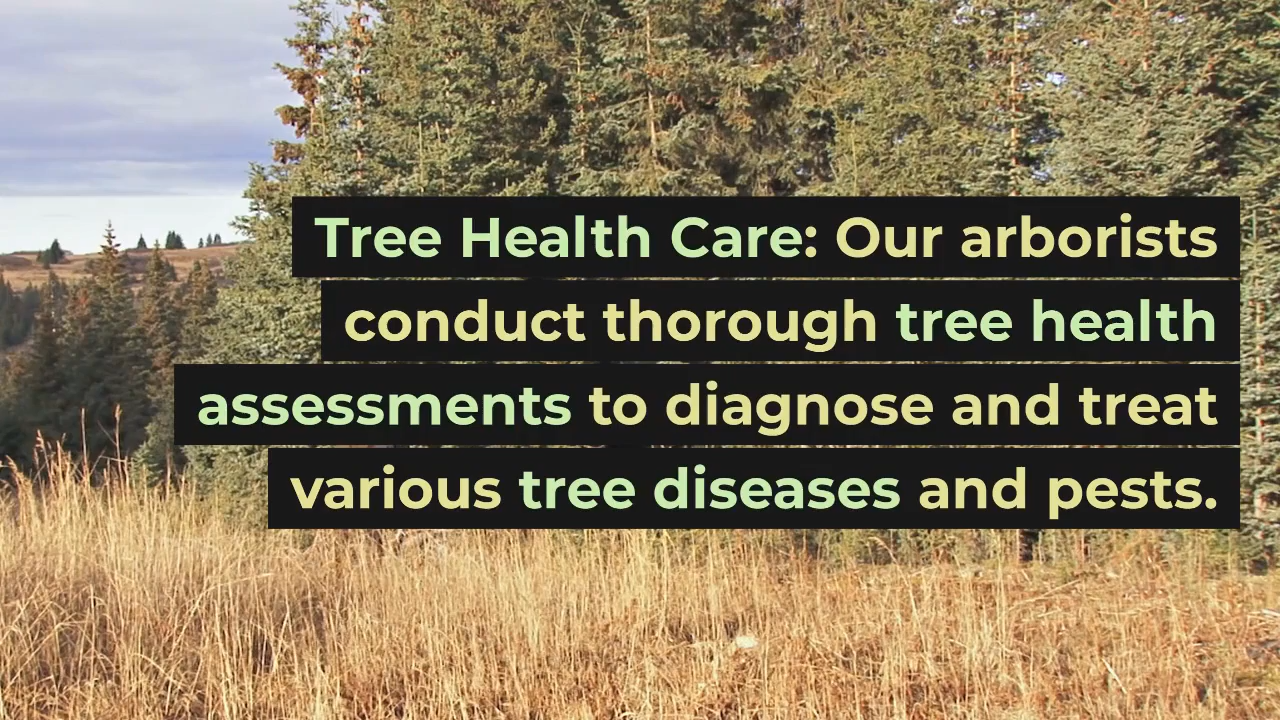 Tree Health Care: Our arborists
conduct thorough tree health
assessments to diagnose and treat
various tree diseases and pests.